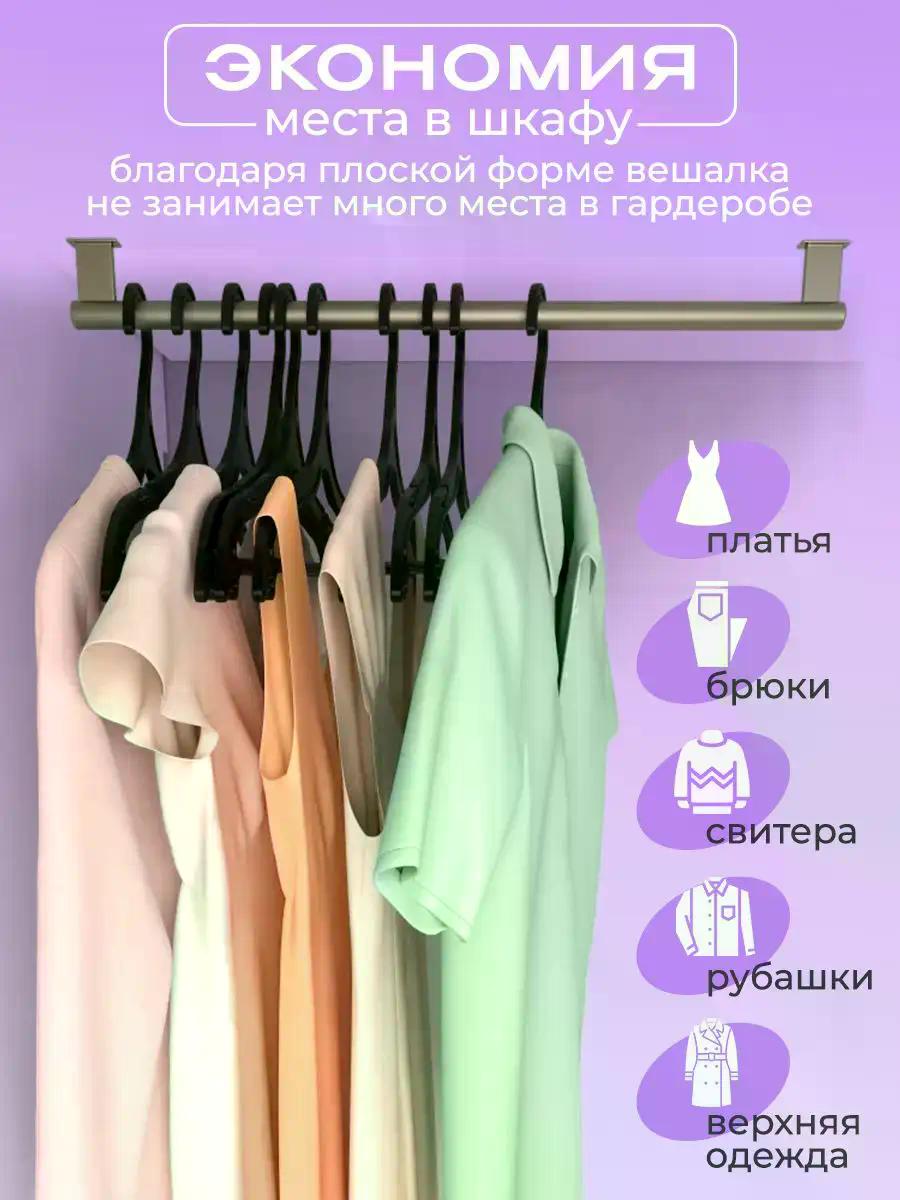 ЭКОНОМИЯ
места в шкафу
благодаря плоской форме вешалка
не занимает много места в гардеробе
платья
брюки
свитера
рубашки
верхняя
одежда